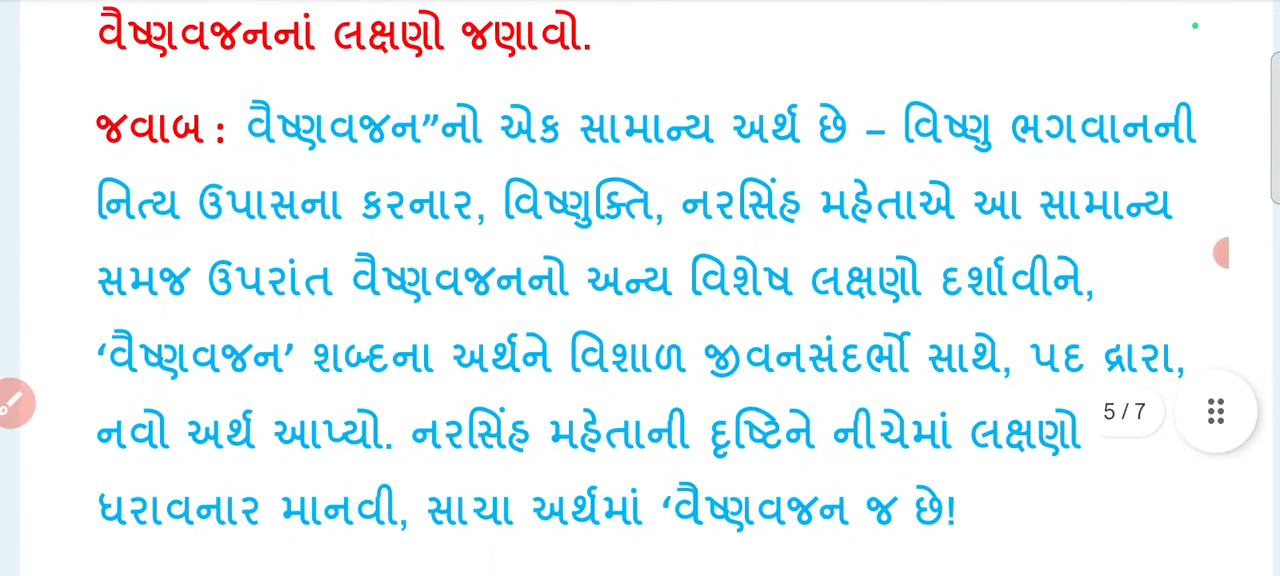 વૈષ્ણવજનનાં લક્ષણો જણાવો.
જવાબ : વૈષ્ણવજન”નો એક સામાન્ય અર્થ છે – વિષ્ણુ ભગવાનની
નિત્ય ઉપાસના કરનાર, વિષ્ણુક્તિ, નરસિંહ મહેતાએ આ સામાન્ય
સમજ ઉપરાંત વૈષ્ણવજનનો અન્ય વિશેષ લક્ષણો દર્શાવીને,
‘વૈષ્ણવજન’ શબ્દના અર્થને વિશાળ જીવનસંદર્ભો સાથે, પદ દ્રારા,
નવો અર્થ આપ્યો. નરસિંહ મહેતાની દૃષ્ટિને નીચેમાં લક્ષણો
5 / 7
ધરાવનાર માનવી, સાચા અર્થમાં ‘વૈષ્ણવજન જ છે!